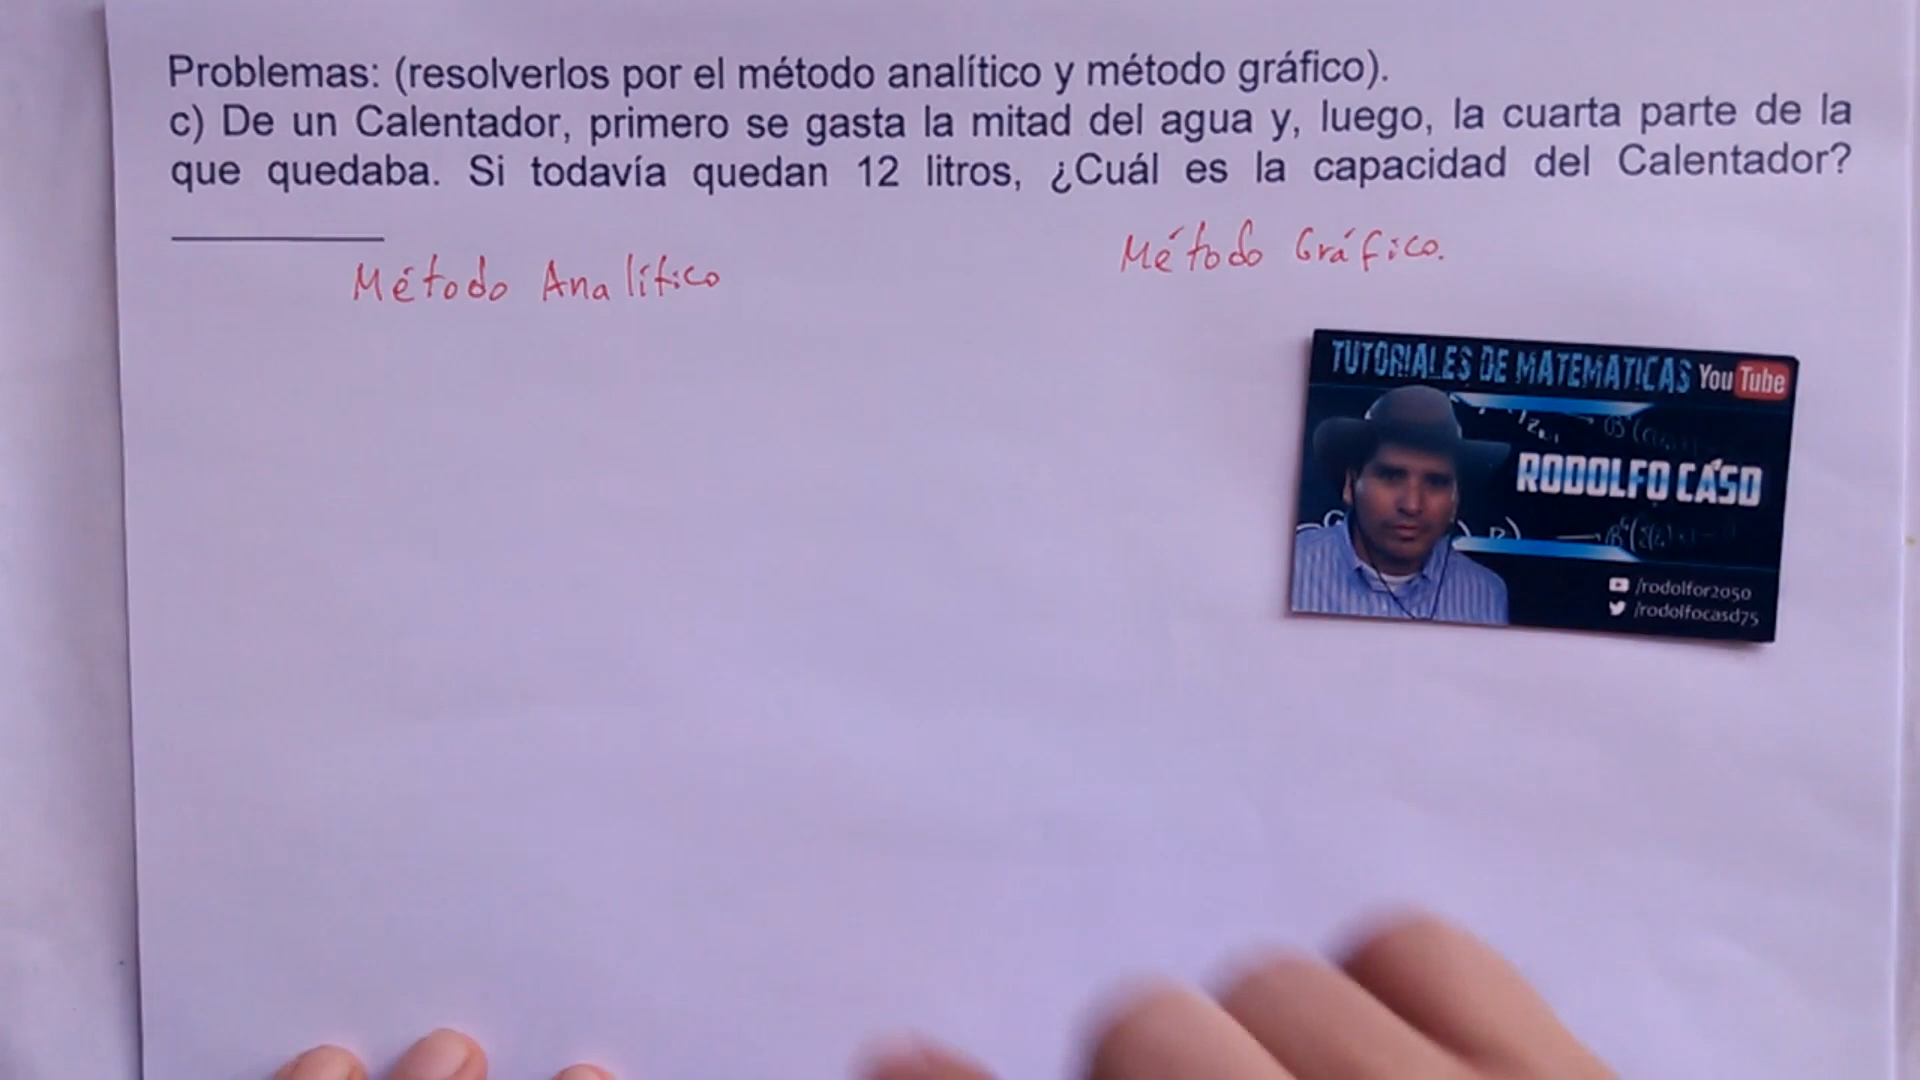 Problemas: (resolverlos por el método analítico y método gráfico).
c) De un Calentador, primero se gasta la mitad del agua y, luego, la cuarta parte de la
que quedaba. Si todavía quedan 12 litros, ¿Cuál es la capacidad del Calentador?
Método Analítico
Método Gráfico.
TUTORIALES DE MATEMATICAS YouTube
RODOLFO CASD
/rodolfor2050
/rodolfocasd75